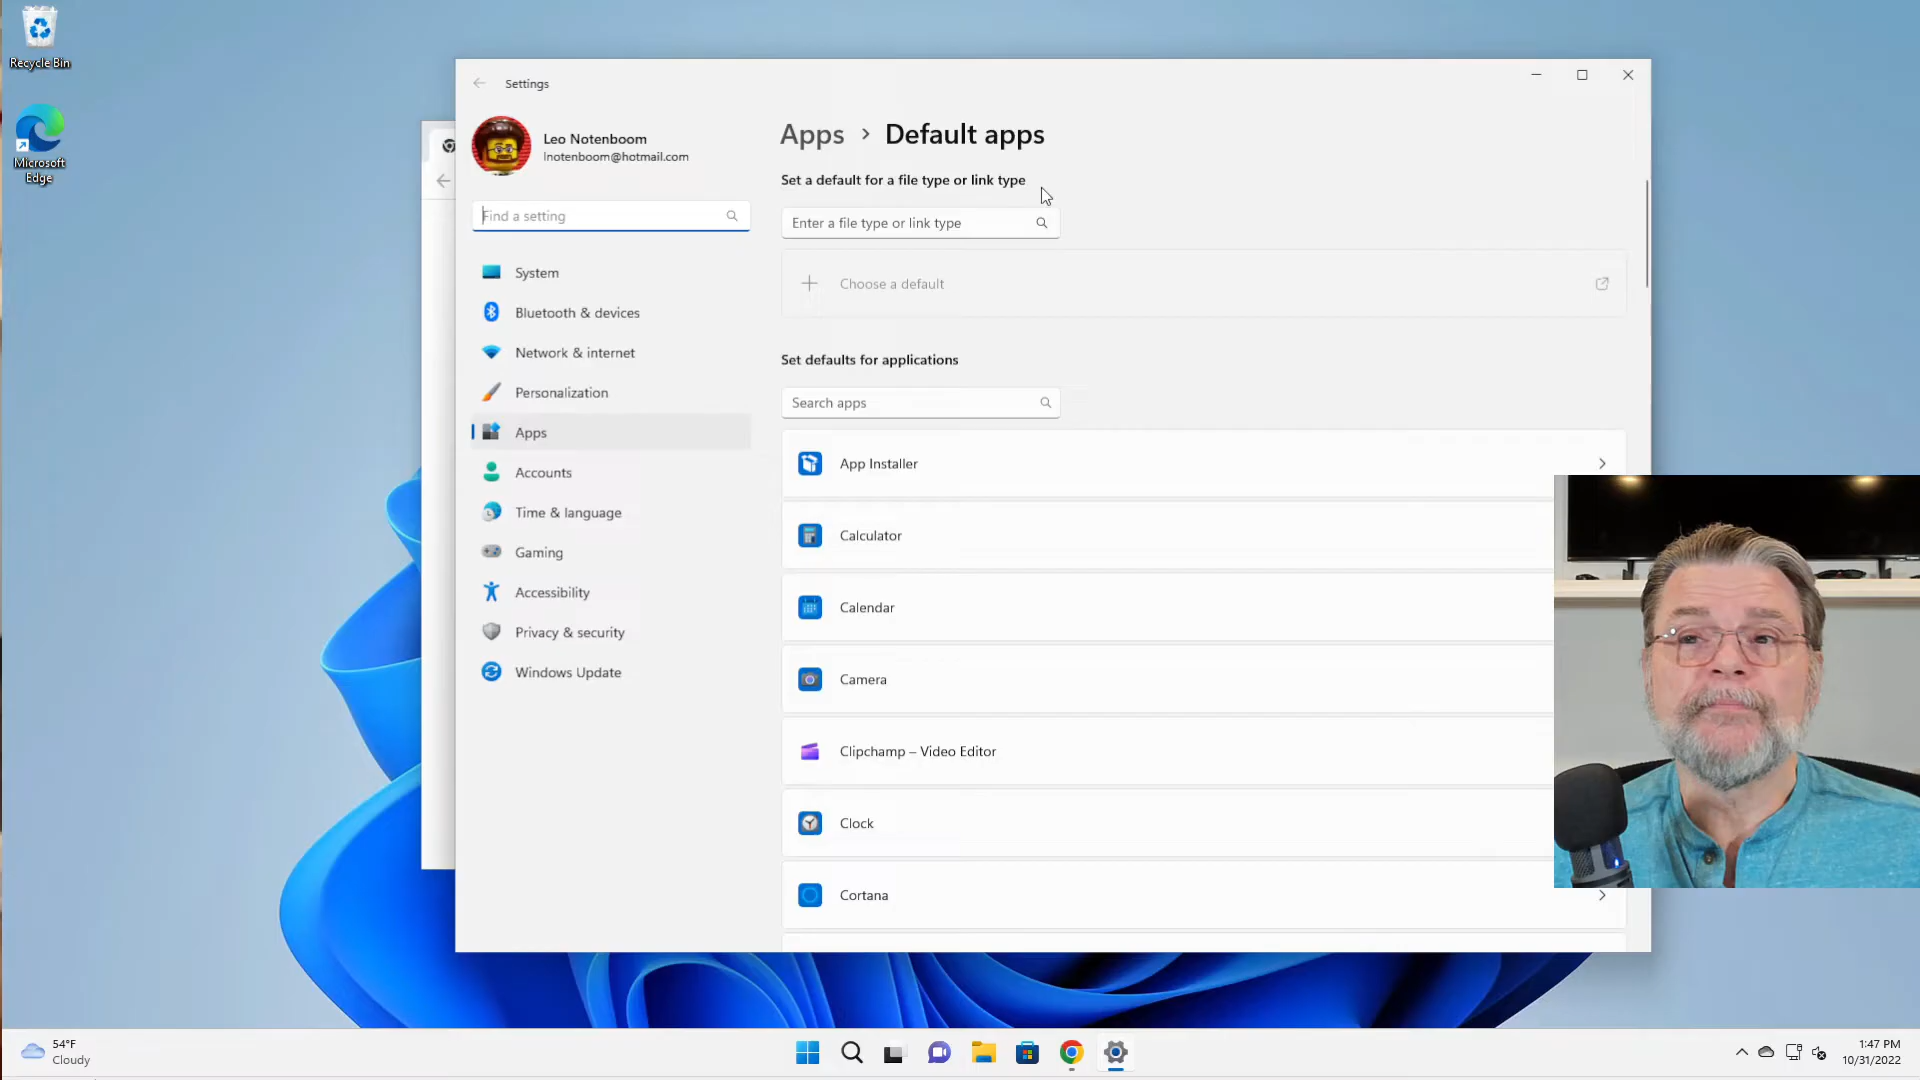 Recycle Bin
Microsoft
Edge
Settings
Leo Notenboom
lnotenboom@hotmail.com
Find a setting
System
Bluetooth & devices
Network & internet
Personalization
Apps
Accounts
Time & language
Gaming
Accessibility
Privacy & security
Windows Update
Apps > Default apps
Set a default for a file type or link type
Enter a file type or link type
Choose a default
Set defaults for applications
Search apps
App Installer
Calculator
Calendar
Camera
Clipchamp – Video Editor
Clock
Cortana
54°F
Cloudy
1:47 PM
10/31/2022